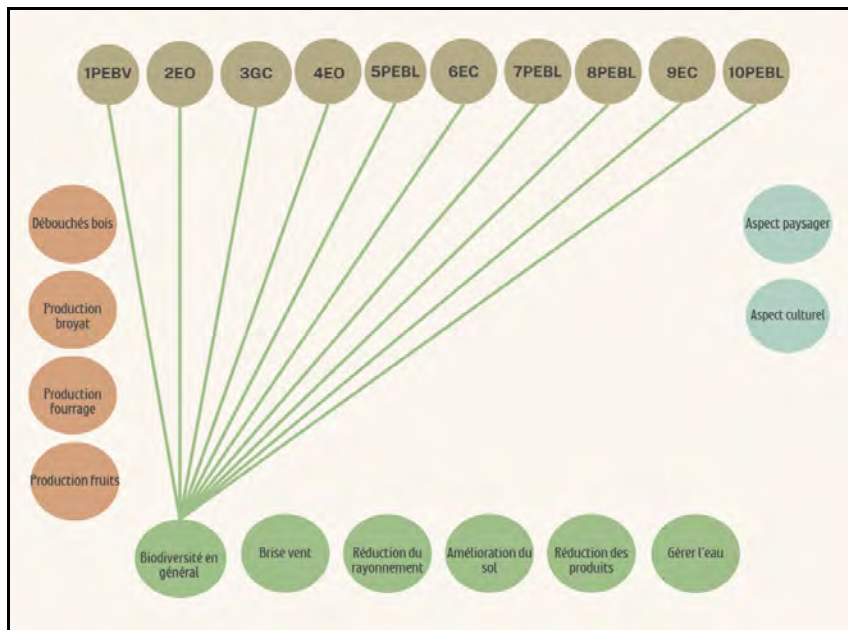 1PEBV
2EO
3GC
4EO
5PEBL
6EC
7PEBL
8PEBL
9EC
10PEBL
Débouchés bois
Production
broyat
Production
fourrage
Production fruits
Aspect paysager
Aspect culturel
Biodiversité en
général
Brise vent
Réduction du
rayonnement
Amélioration du
sol
Réduction des
produits
Gérer l'eau